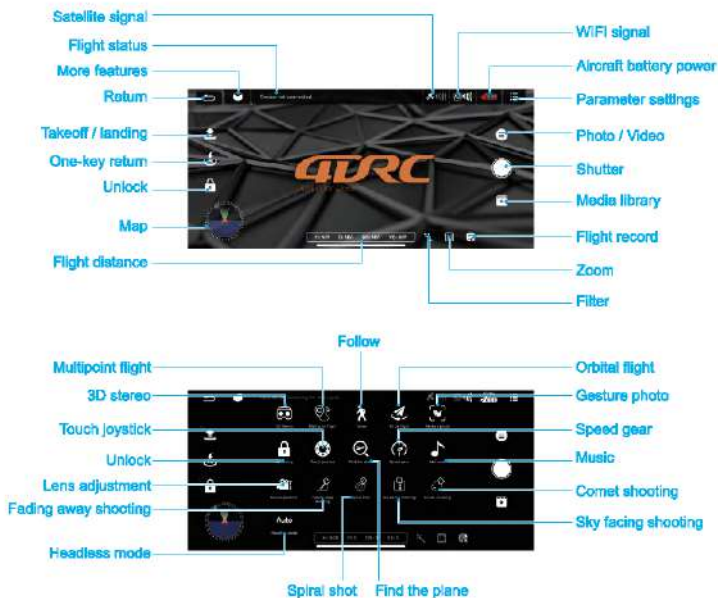 Satellite signal
Flight status
More features
Return
Takeoff / landing
One-key return
Unlock
Map
Flight distance
WiFI signal
Aircraft battery power
Parameter settings
Photo / Video
Shutter
Media library
Flight record
Zoom
Filter
4DRC
Follow
Multipoint flight
3D stereo
Touch joystick
Unlock
Lens adjustment
Fading away shooting
Headless mode
Orbital flight
Gesture photo
Speed gear
Music
Comet shooting
Sky facing shooting
Auto
Spiral shot
Find the plane